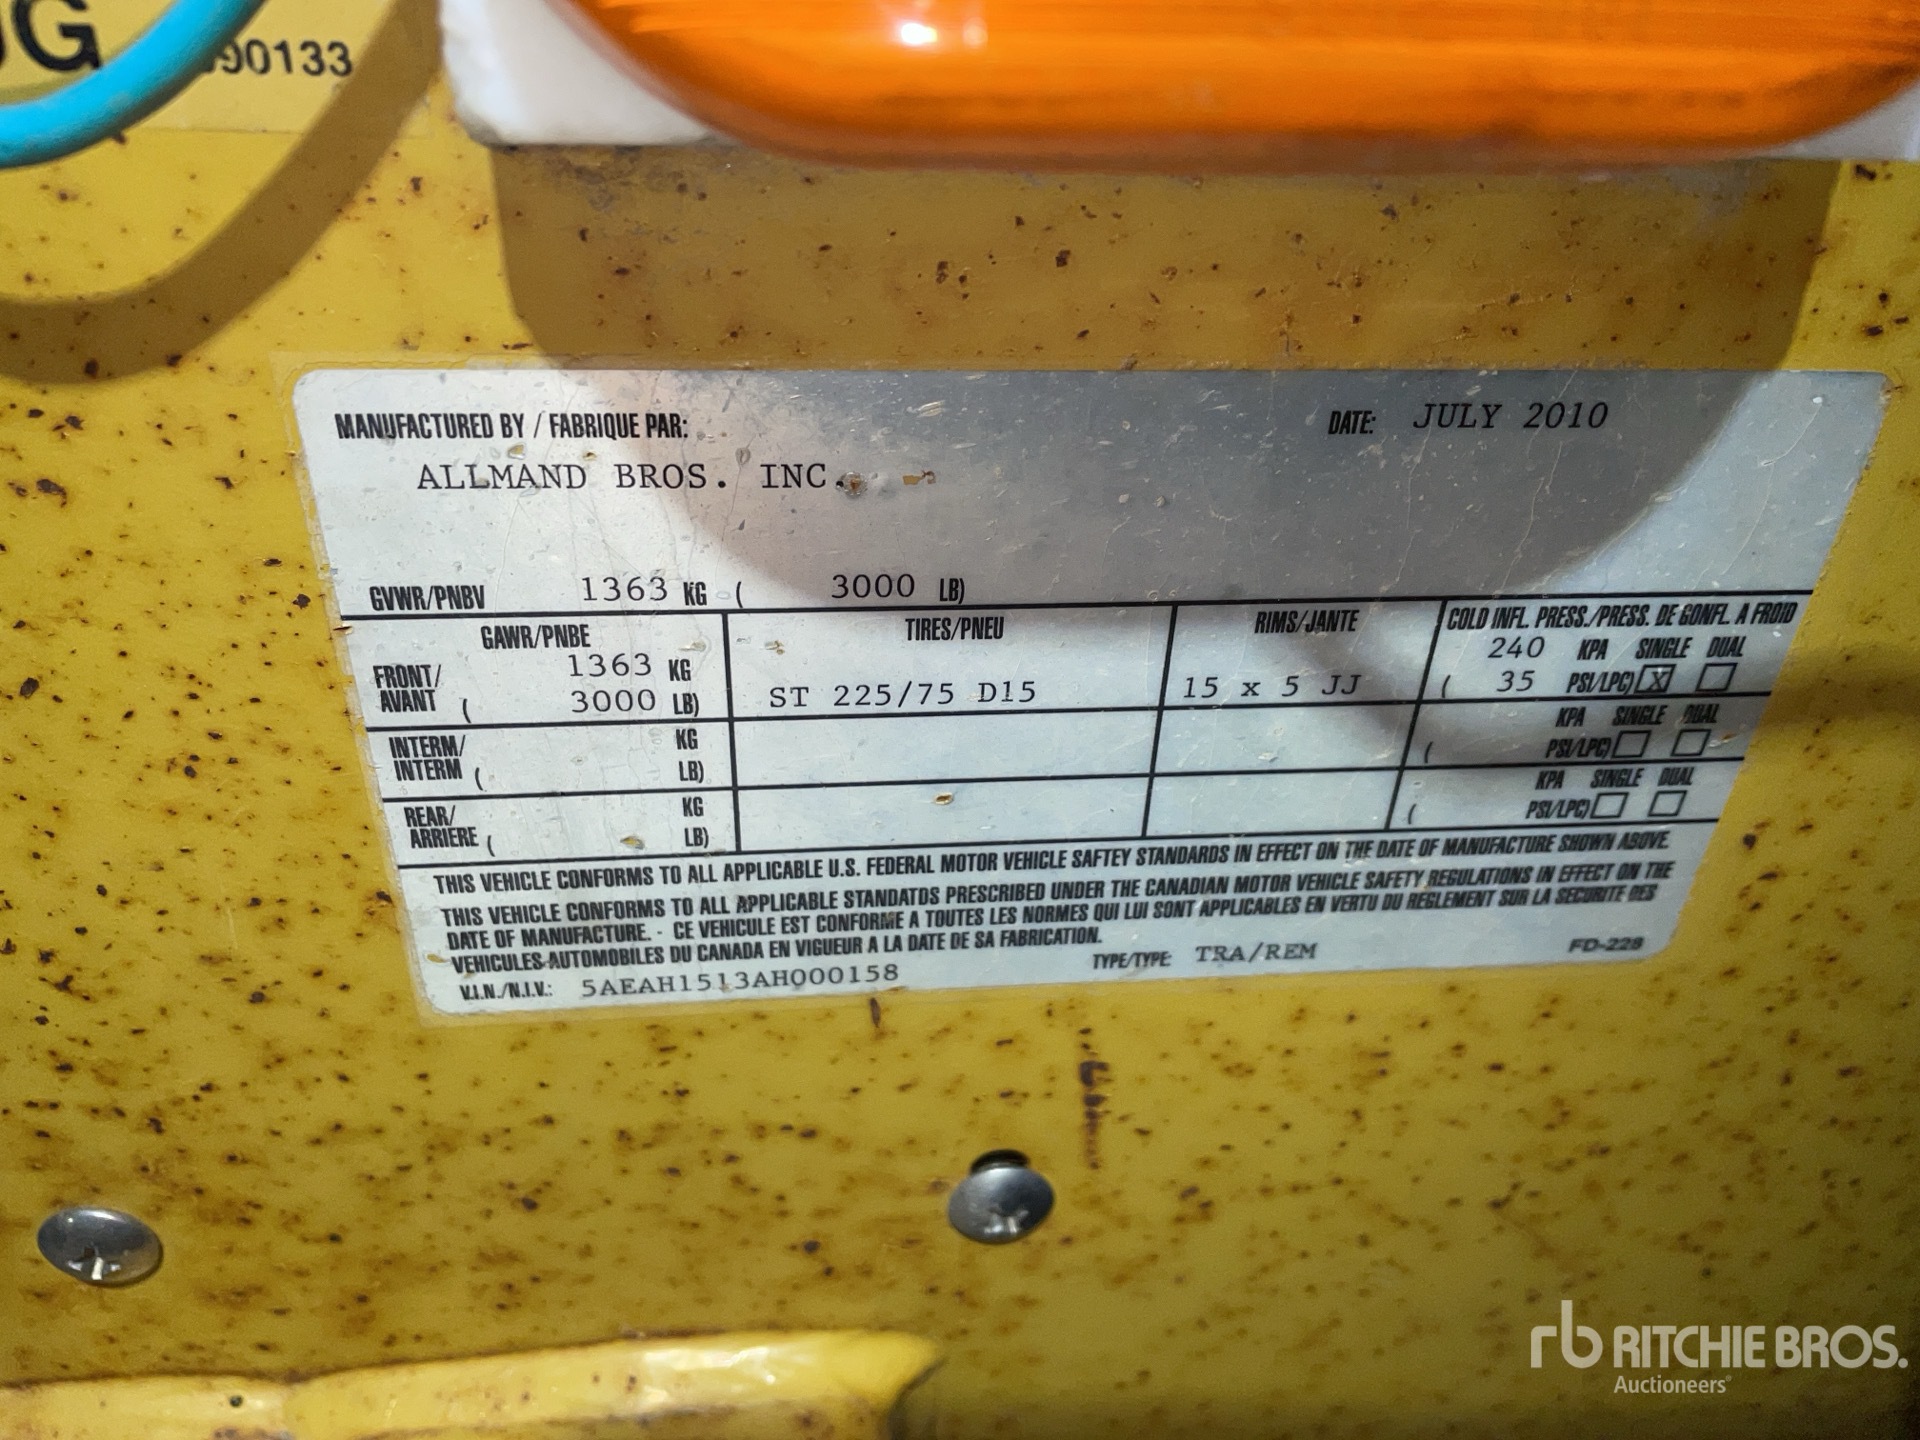 G
90133
MANUFACTURED BY / FABRIQUE PAR:
DATE: JULY 2010
ALLMAND BROS. INC.
GVWR/PNBV 1363 KG ( 3000 LB)
GAWR/PNBE TIRES/PNEU RIMS/JANTE COLD INFL. PRESS./PRESS. DE GONFL. A FROID
FRONT/ 1363 KG 240 KPA SINGLE DUAL
AVANT ( 3000 LB) ST 225/75 D15 15 x 5 JJ ( 35 PSI/LPC) X
INTERM/ KG KPA SINGLE DUAL
INTERM ( LB) ( PSI/LPC)
REAR/ KG KPA SINGLE DUAL
ARRIERE ( LB) ( PSI/LPC)
THIS VEHICLE CONFORMS TO ALL APPLICABLE U.S. FEDERAL MOTOR VEHICLE SAFTEY STANDARDS IN EFFECT ON THE DATE OF MANUFACTURE SHOWN ABOVE.
THIS VEHICLE CONFORMS TO ALL APPLICABLE STANDATDS PRESCRIBED UNDER THE CANADIAN MOTOR VEHICLE SAFETY REGULATIONS IN EFFECT ON THE
DATE OF MANUFACTURE. - CE VEHICULE EST CONFORME A TOUTES LES NORMES QUI LUI SONT APPLICABLES EN VERTU DU REGLEMENT SUR LA SECURITE DES
VEHICULES AUTOMOBILES DU CANADA EN VIGUEUR A LA DATE DE SA FABRICATION.
V.I.N./N.I.V.: 5AEAH1513AH000158 TYPE/TYPE: TRA/REM FD-228
rb RITCHIE BROS.
Auctioneers